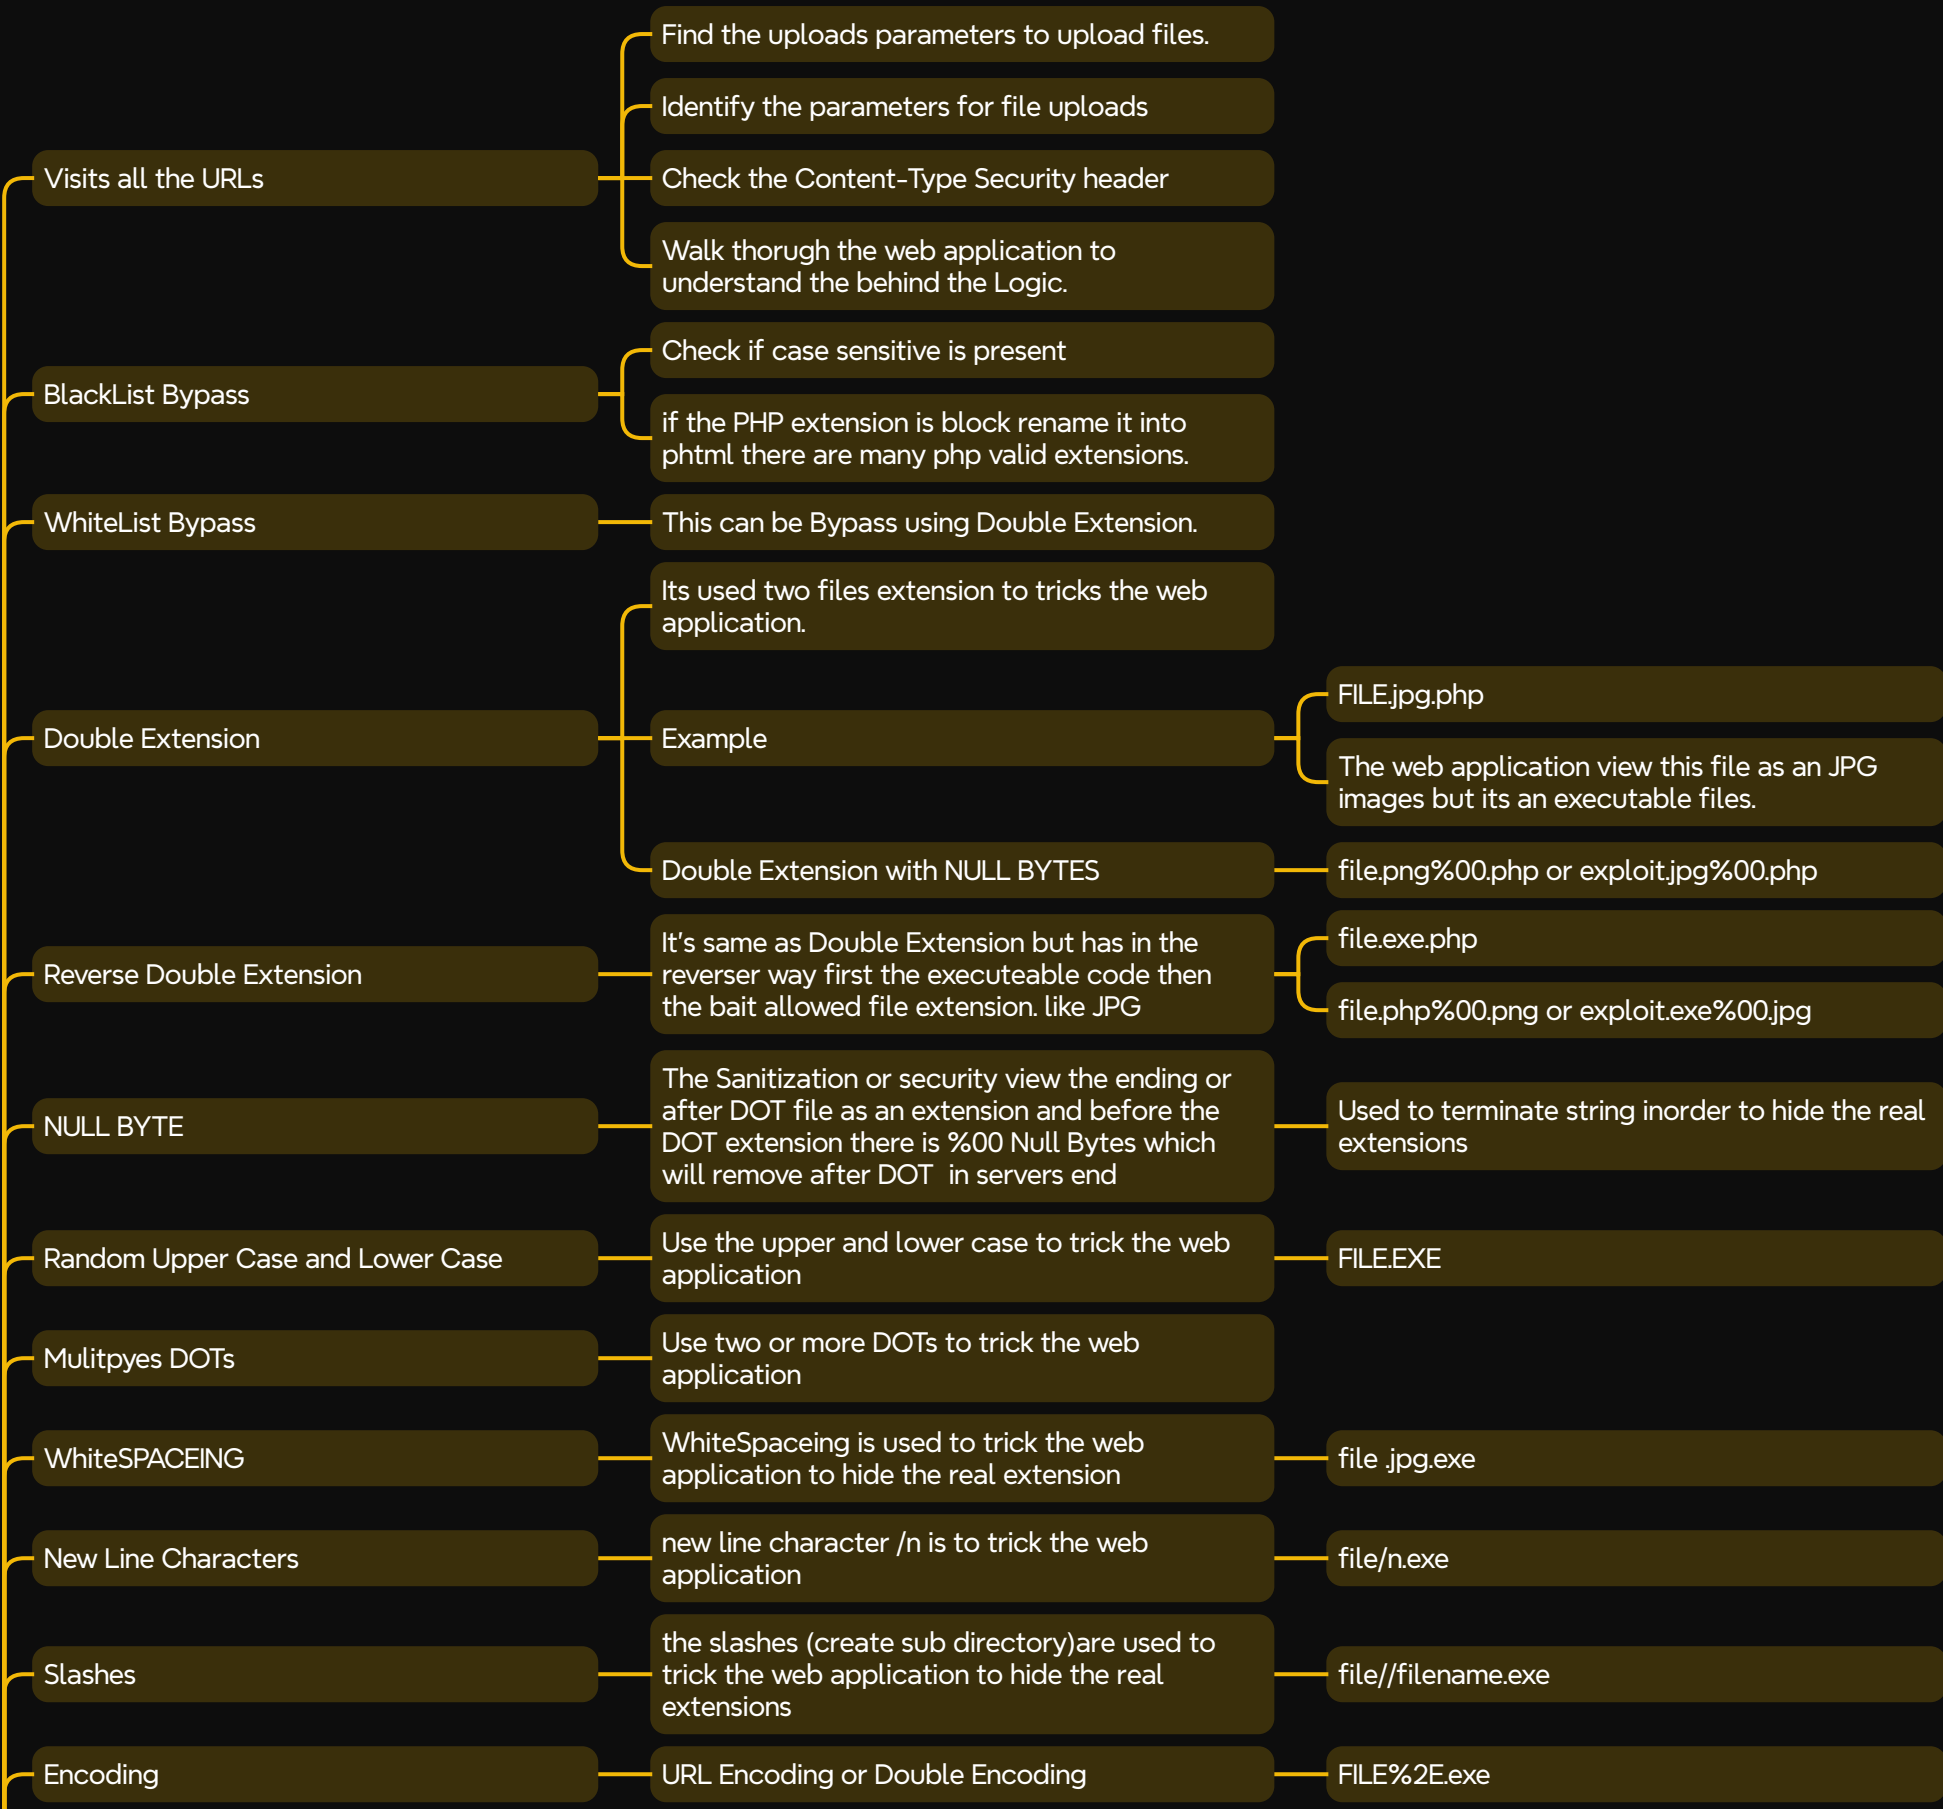 Find the uploads parameters to upload files.
Identify the parameters for file uploads
Visits all the URLs
Check the Content-Type Security header
Walk thorugh the web application to
understand the behind the Logic.
Check if case sensitive is present
BlackList Bypass
if the PHP extension is block rename it into
phtml there are many php valid extensions.
WhiteList Bypass
This can be Bypass using Double Extension.
Its used two files extension to tricks the web
application.
Double Extension
Example
FILE.jpg.php
The web application view this file as an JPG
images but its an executable files.
Double Extension with NULL BYTES
file.png%00.php or exploit.jpg%00.php
Reverse Double Extension
It's same as Double Extension but has in the
reverser way first the executeable code then
the bait allowed file extension. like JPG
file.exe.php
file.php%00.png or exploit.exe%00.jpg
NULL BYTE
The Sanitization or security view the ending or
after DOT file as an extension and before the
DOT extension there is %00 Null Bytes which
will remove after DOT  in servers end
Used to terminate string inorder to hide the real
extensions
Random Upper Case and Lower Case
Use the upper and lower case to trick the web
application
FILE.EXE
Mulitpyes DOTs
Use two or more DOTs to trick the web
application
WhiteSPACEING
WhiteSpaceing is used to trick the web
application to hide the real extension
file .jpg.exe
New Line Characters
new line character /n is to trick the web
application
file/n.exe
Slashes
the slashes (create sub directory)are used to
trick the web application to hide the real
extensions
file//filename.exe
Encoding
URL Encoding or Double Encoding
FILE%2E.exe